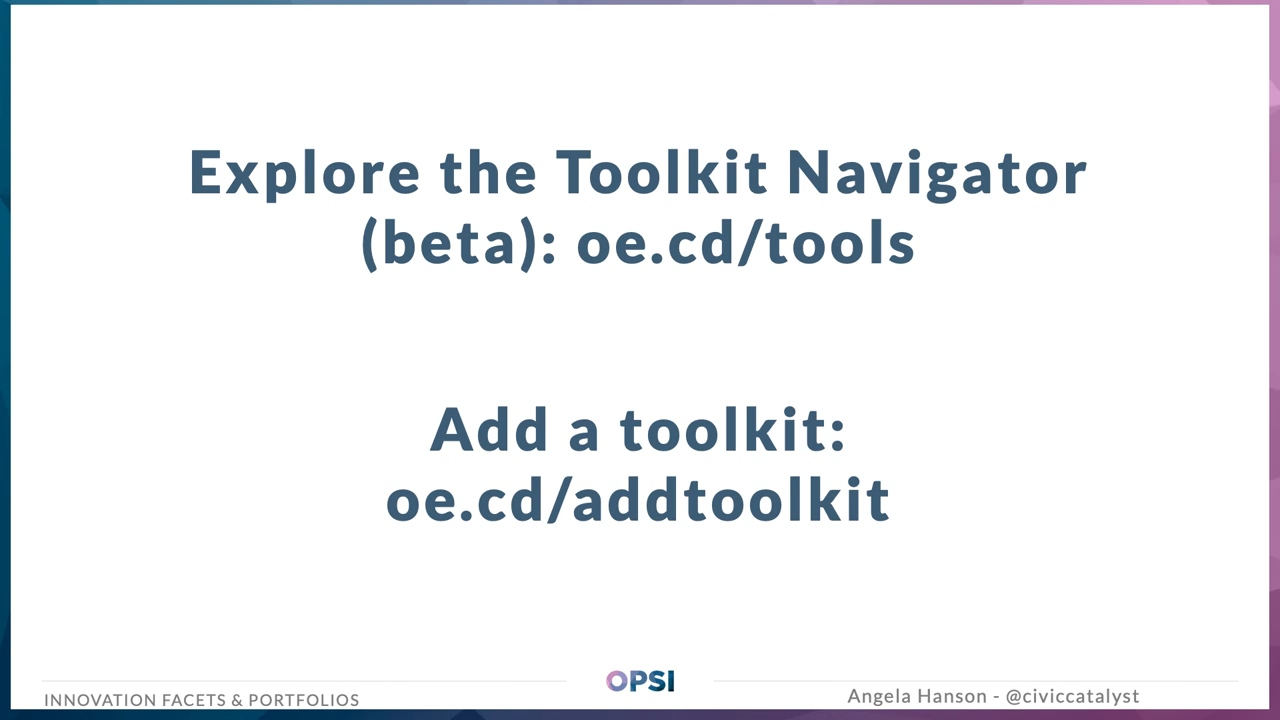 Explore the Toolkit Navigator
(beta): oe.cd/tools
Add a toolkit:
oe.cd/addtoolkit
OPSI
INNOVATION FACETS & PORTFOLIOS
Angela Hanson - @civiccatalyst